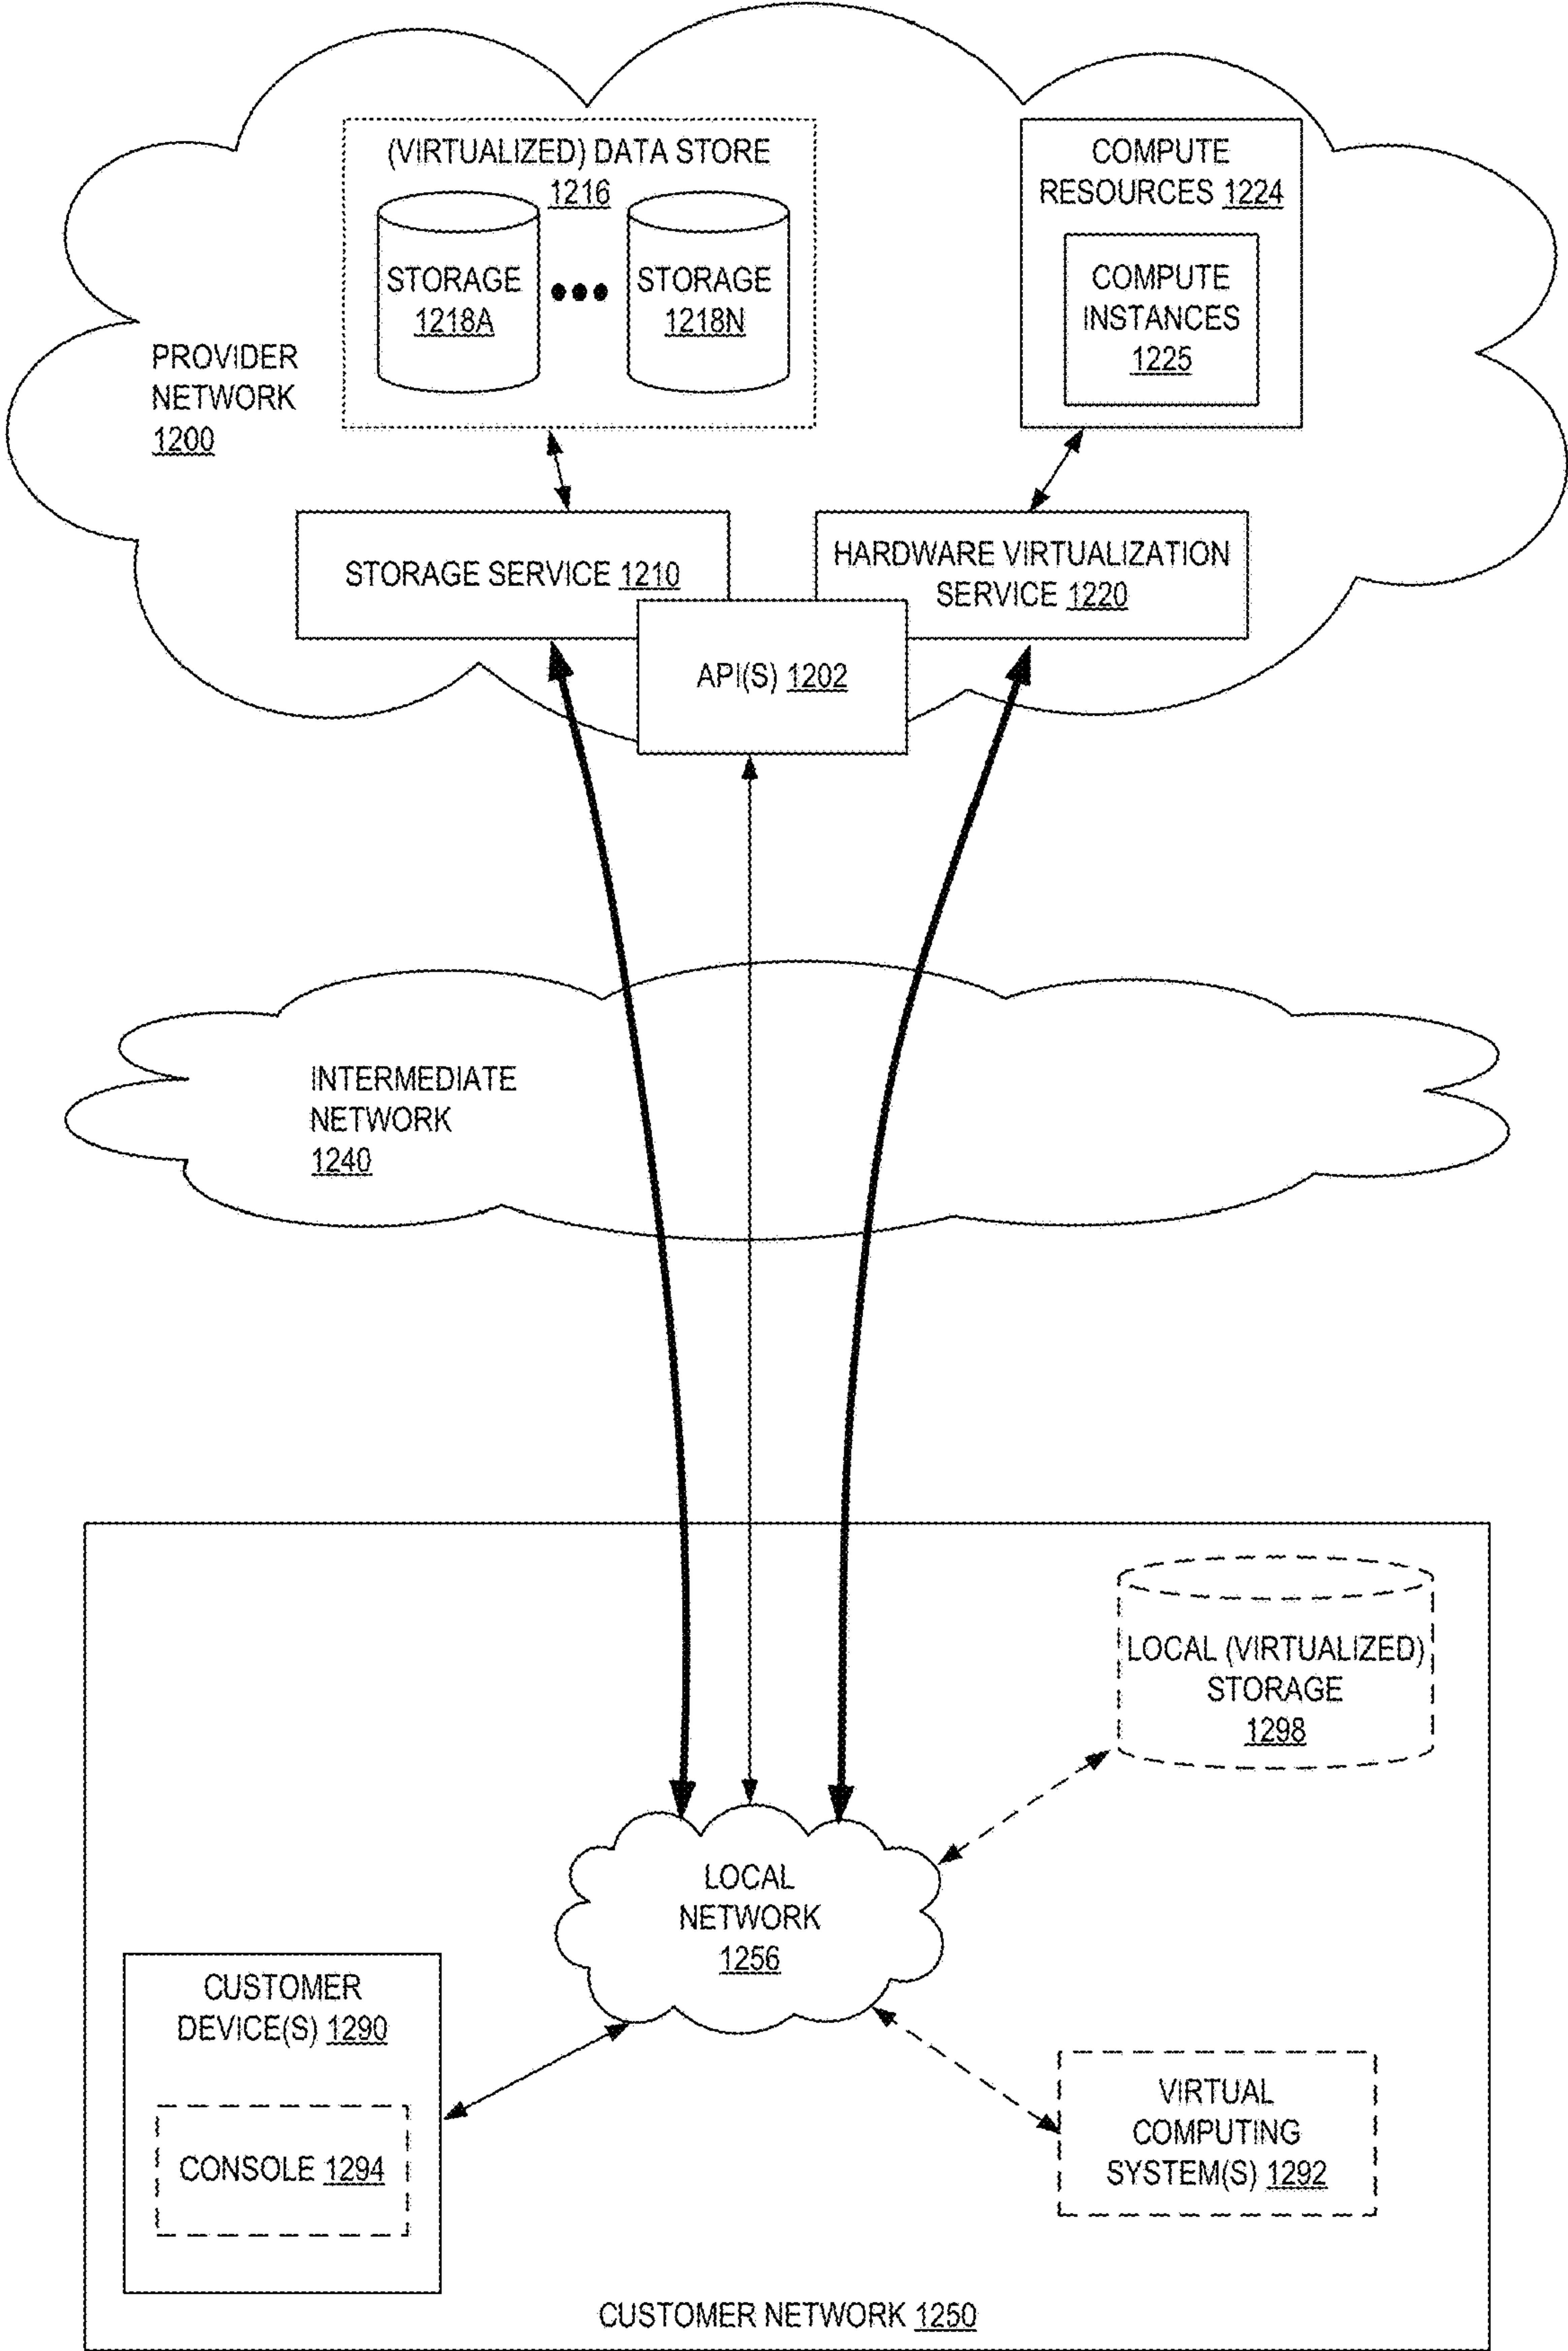 (VIRTUALIZED) DATA STORE
1216
STORAGE
1218A
STORAGE
1218N
COMPUTE
RESOURCES 1224
COMPUTE
INSTANCES
1225
PROVIDER
NETWORK
1200
STORAGE SERVICE 1210
HARDWARE VIRTUALIZATION
SERVICE 1220
API(S) 1202
INTERMEDIATE
NETWORK
1240
LOCAL (VIRTUALIZED)
STORAGE
1298
LOCAL
NETWORK
1256
CUSTOMER
DEVICE(S) 1290
CONSOLE 1294
VIRTUAL
COMPUTING
SYSTEM(S) 1292
CUSTOMER NETWORK 1250